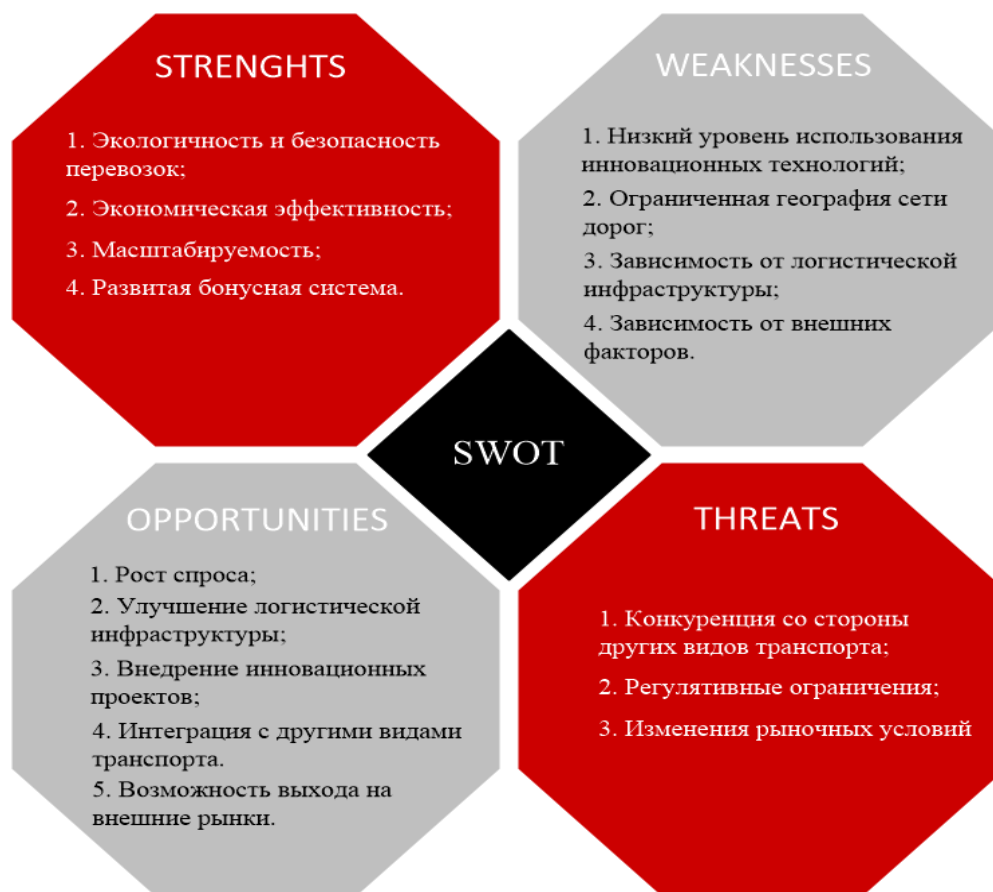 STRENGHTS
1. Экологичность и безопасность
перевозок;
2. Экономическая эффективность;
3. Масштабируемость;
4. Развитая бонусная система.
WEAKNESSES
1. Низкий уровень использования
инновационных технологий;
2. Ограниченная география сети
дорог;
3. Зависимость от логистической
инфраструктуры;
4. Зависимость от внешних
факторов.
SWOT
OPPORTUNITIES
1. Рост спроса;
2. Улучшение логистической
инфраструктуры;
3. Внедрение инновационных
проектов;
4. Интеграция с другими видами
транспорта.
5. Возможность выхода на
внешние рынки.
THREATS
1. Конкуренция со стороны
других видов транспорта;
2. Регулятивные ограничения;
3. Изменения рыночных условий